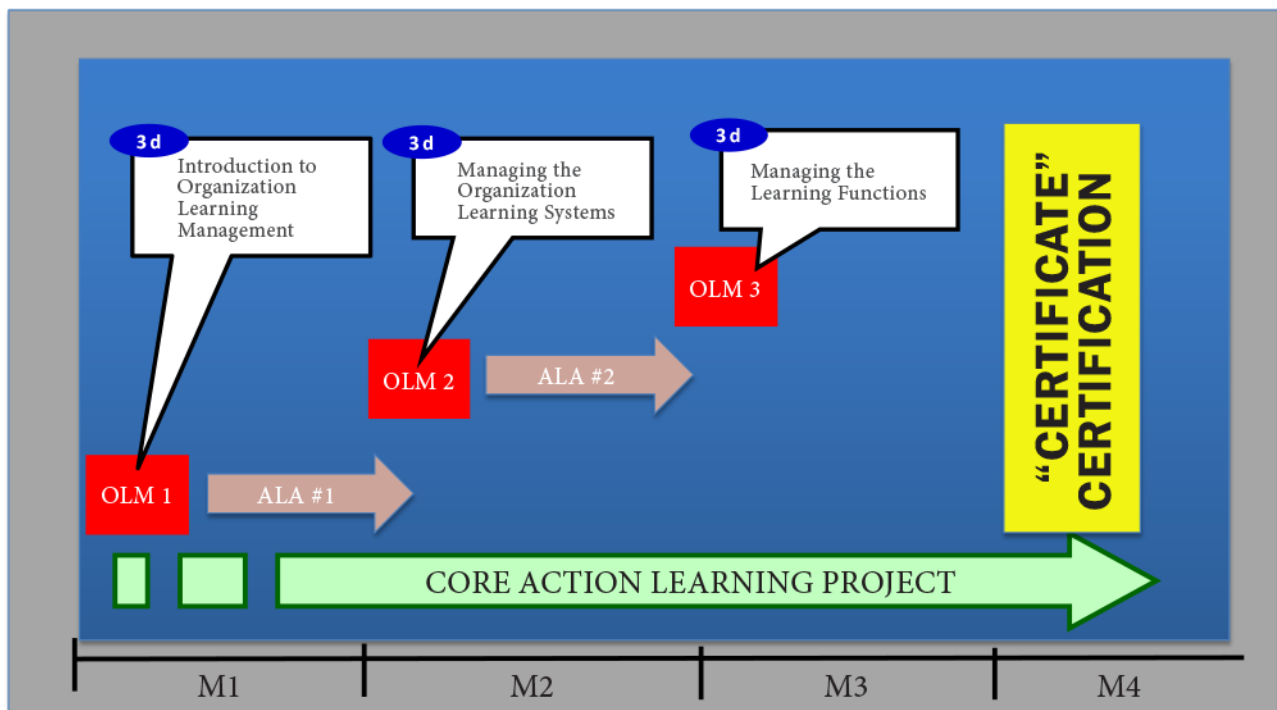 3 d
Introduction to
Organization
Learning
Management
3 d
Managing the
Organization
Learning Systems
3 d
Managing the
Learning Functions
"CERTIFICATE"
CERTIFICATION
OLM 3
OLM 2
ALA #2
OLM 1
ALA #1
CORE ACTION LEARNING PROJECT
M1
M2
M3
M4